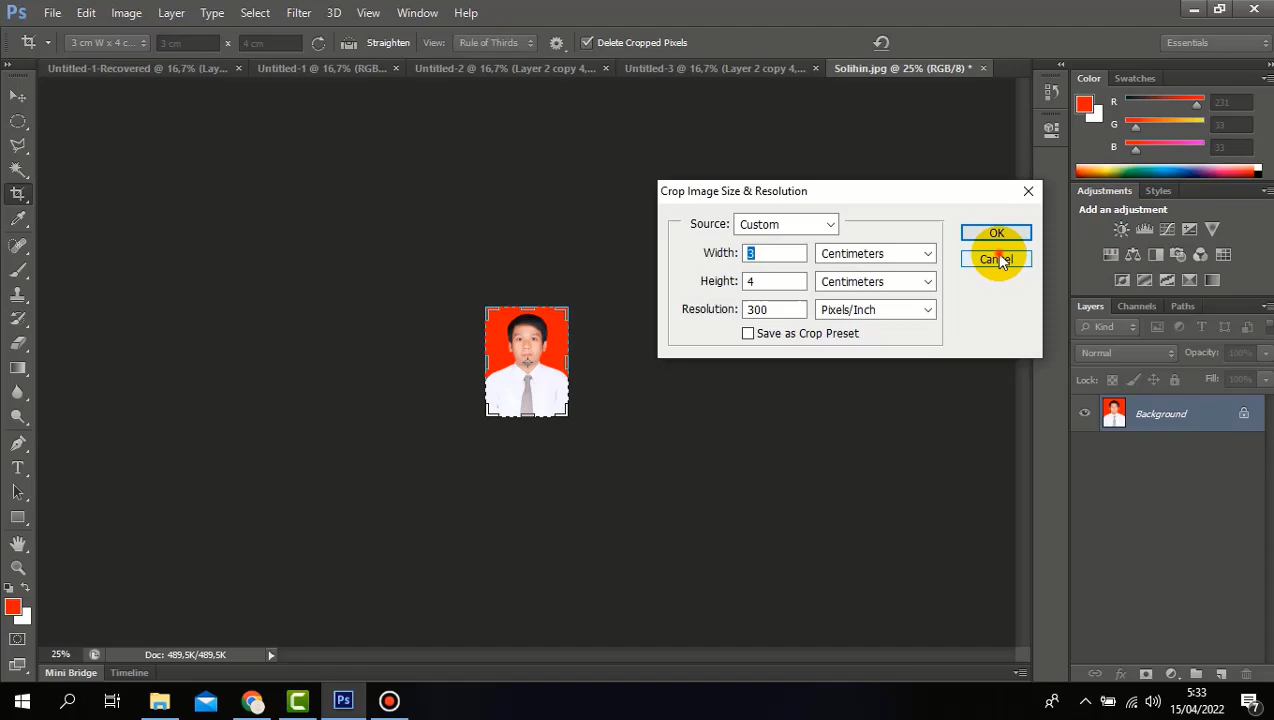 Ps File Edit Image Layer Type Select Filter 3D View Window Help
3 cm W x 4 c... 3 cm x 4 cm Straighten View: Rule of Thirds Delete Cropped Pixels Essentials
Untitled-1-Recovered @ 16,7% (Lay... Untitled-1 @ 16,7% (RGB... Untitled-2 @ 16,7% (Layer 2 copy 4,... Untitled-3 @ 16,7% (Layer 2 copy 4,... Solihin.jpg @ 25% (RGB/8) *
Color Swatches
R 231
G 33
B 33
Adjustments Styles
Add an adjustment
Layers Channels Paths
Kind
Normal Opacity: 100%
Lock: Fill: 100%
Background
Crop Image Size & Resolution
Source: Custom
Width: 3 Centimeters
Height: 4 Centimeters
Resolution: 300 Pixels/Inch
Save as Crop Preset
OK
Cancel
T
25% Doc: 489,5K/489,5K
Mini Bridge Timeline
Ps
5:33
15/04/2022
7